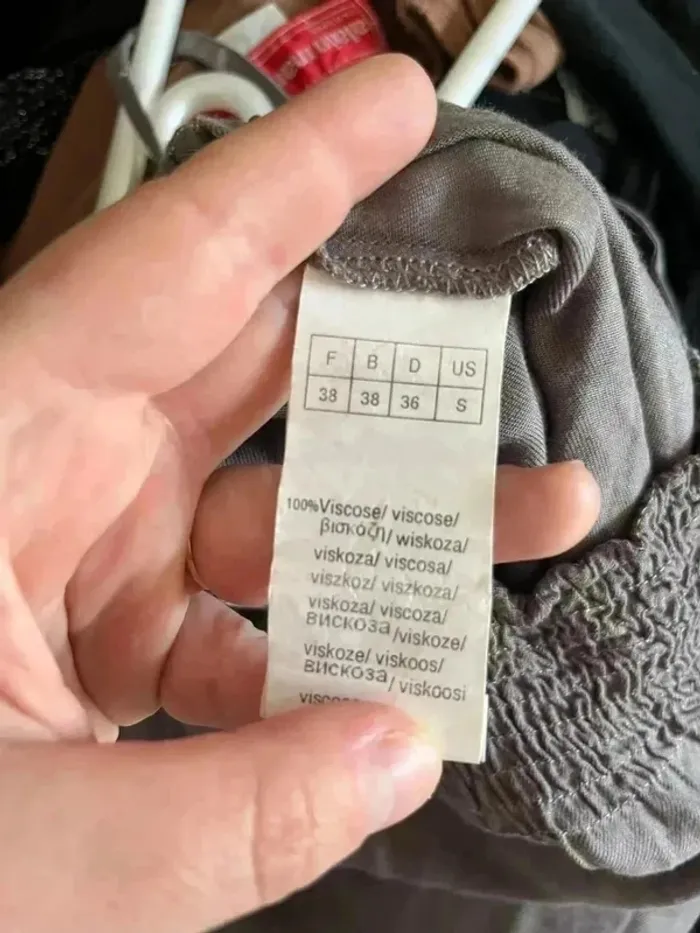 F B D US
38 38 36 S
100%Viscose/ viscose/
βισκόζη/ wiskoza/
viskoza/ viscosa/
viszkoz/ viszkoza/
viskoza/ viscoza/
вискоза/viskoze/
viskoze/ viskoos/
вискоза/ viskoosi